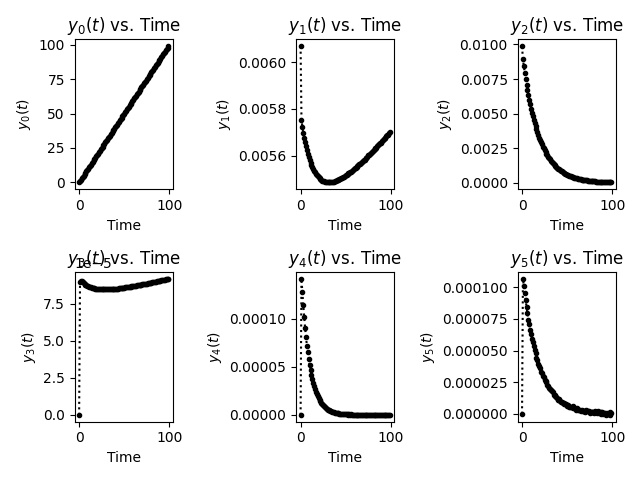 y₀(t) vs. Time
y₁(t) vs. Time
y₂(t) vs. Time
100
75
50
25
0
y₀(t)
0 100
Time
0.0060
0.0058
0.0056
y₁(t)
0 100
Time
0.0100
0.0075
0.0050
0.0025
0.0000
y₂(t)
0 100
Time
y₃(t) vs. Time
y₄(t) vs. Time
y₅(t) vs. Time
1e−5
7.5
5.0
2.5
0.0
y₃(t)
0 100
Time
0.00010
0.00005
0.00000
y₄(t)
0 100
Time
0.000100
0.000075
0.000050
0.000025
0.000000
y₅(t)
0 100
Time